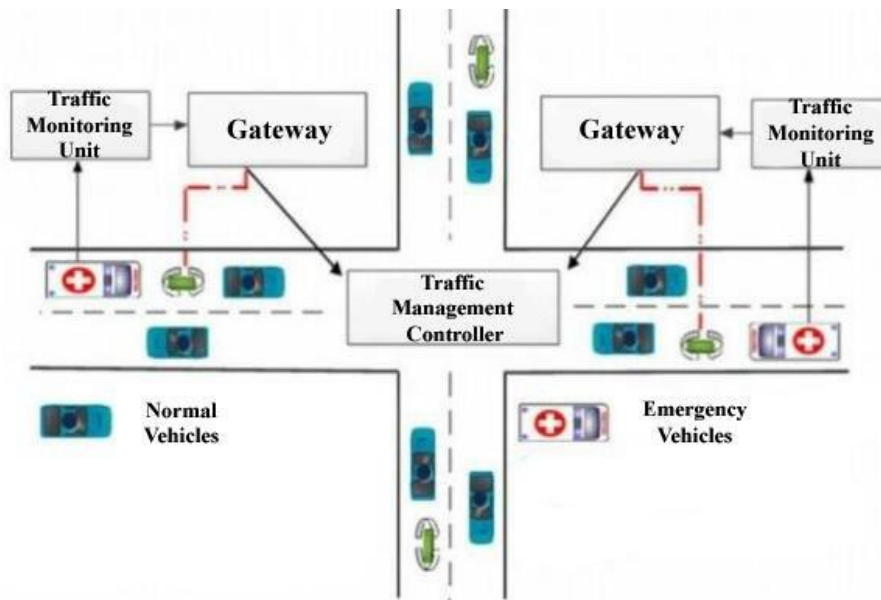 Traffic
Monitoring
Unit
Gateway
Gateway
Traffic
Monitoring
Unit
Traffic
Management
Controller
Normal
Vehicles
Emergency
Vehicles